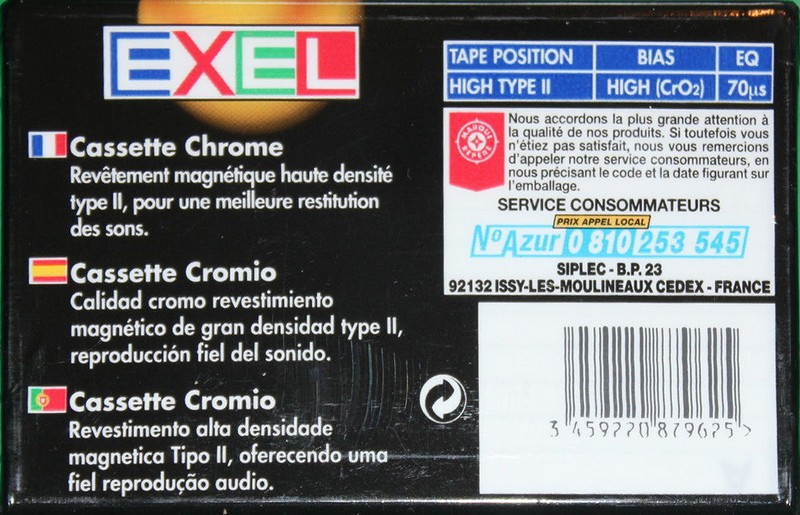 EXEL
Cassette Chrome
Revêtement magnétique haute densité
type II, pour une meilleure restitution
des sons.
Cassette Cromio
Calidad cromo revestimiento
magnético de gran densidad type II,
reproducción fiel del sonido.
Cassette Cromio
Revestimento alta densidade
magnetica Tipo II, oferecendo uma
fiel reprodução audio.
TAPE POSITION BIAS EQ
HIGH TYPE II HIGH (CrO2) 70µs
MARQUE REPÈRE
Nous accordons la plus grande attention à
la qualité de nos produits. Si toutefois vous
n'étiez pas satisfait, nous vous remercions
d'appeler notre service consommateurs, en
nous précisant le code et la date figurant sur
l'emballage.
SERVICE CONSOMMATEURS
PRIX APPEL LOCAL
N°Azur 0 810 253 545
SIPLEC - B.P. 23
92132 ISSY-LES-MOULINEAUX CEDEX - FRANCE
3 459220 879625 >